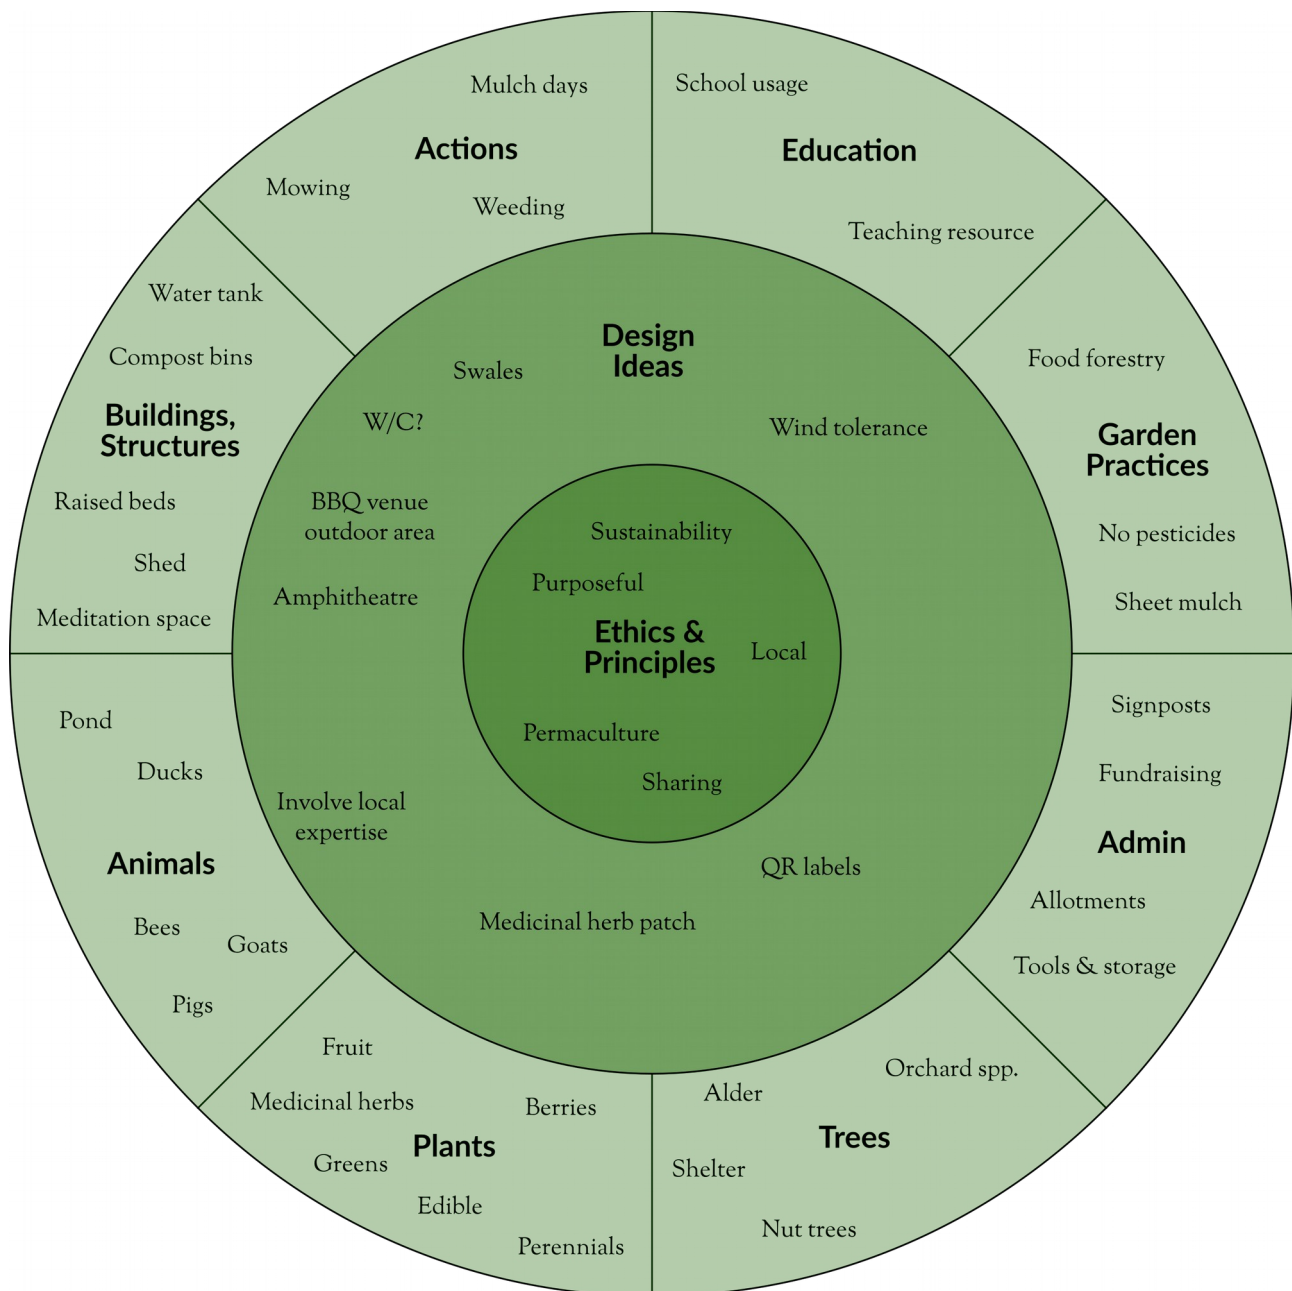 Mulch days
Actions
Mowing
Weeding
School usage
Education
Teaching resource
Food forestry
Garden
Practices
No pesticides
Sheet mulch
Signposts
Fundraising
Admin
Allotments
Tools & storage
Orchard spp.
Alder
Trees
Shelter
Nut trees
Fruit
Medicinal herbs
Berries
Plants
Greens
Edible
Perennials
Pond
Ducks
Animals
Bees
Goats
Pigs
Water tank
Compost bins
Buildings,
Structures
Raised beds
Shed
Meditation space
Design
Ideas
Swales
W/C?
Wind tolerance
BBQ venue
outdoor area
Amphitheatre
Involve local
expertise
QR labels
Medicinal herb patch
Sustainability
Purposeful
Ethics &
Principles
Local
Permaculture
Sharing